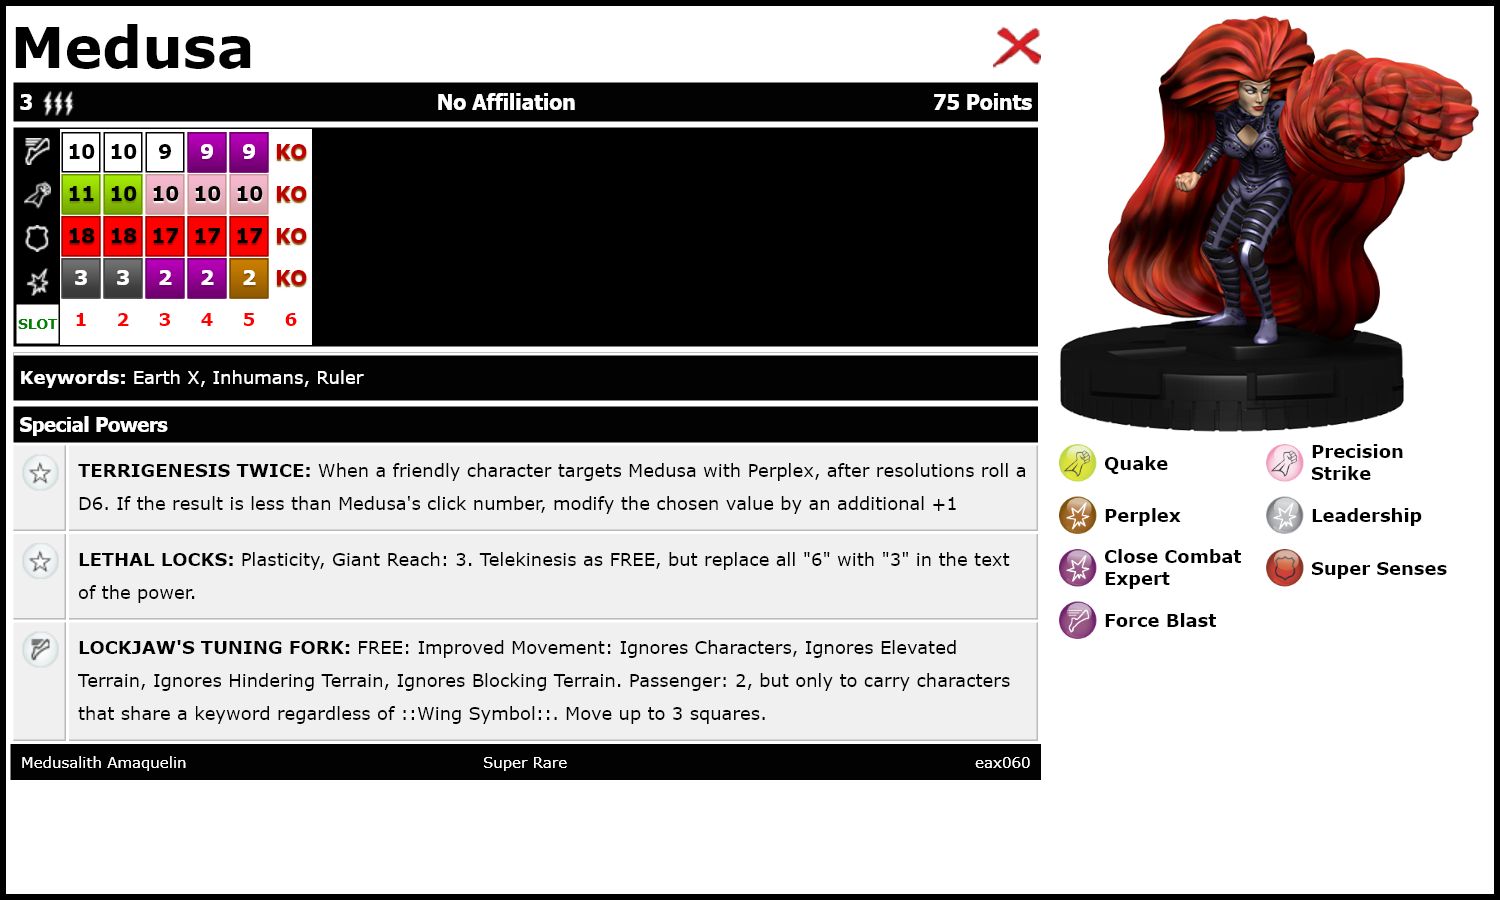 Medusa
3 No Affiliation 75 Points
10 10 9 9 9 KO
11 10 10 10 10 KO
18 18 17 17 17 KO
3 3 2 2 2 KO
SLOT 1 2 3 4 5 6
Keywords: Earth X, Inhumans, Ruler
Special Powers
TERRIGENESIS TWICE: When a friendly character targets Medusa with Perplex, after resolutions roll a
D6. If the result is less than Medusa's click number, modify the chosen value by an additional +1
LETHAL LOCKS: Plasticity, Giant Reach: 3. Telekinesis as FREE, but replace all "6" with "3" in the text
of the power.
LOCKJAW'S TUNING FORK: FREE: Improved Movement: Ignores Characters, Ignores Elevated
Terrain, Ignores Hindering Terrain, Ignores Blocking Terrain. Passenger: 2, but only to carry characters
that share a keyword regardless of ::Wing Symbol::. Move up to 3 squares.
Medusalith Amaquelin Super Rare eax060
Quake
Precision
Strike
Perplex
Leadership
Close Combat
Expert
Super Senses
Force Blast